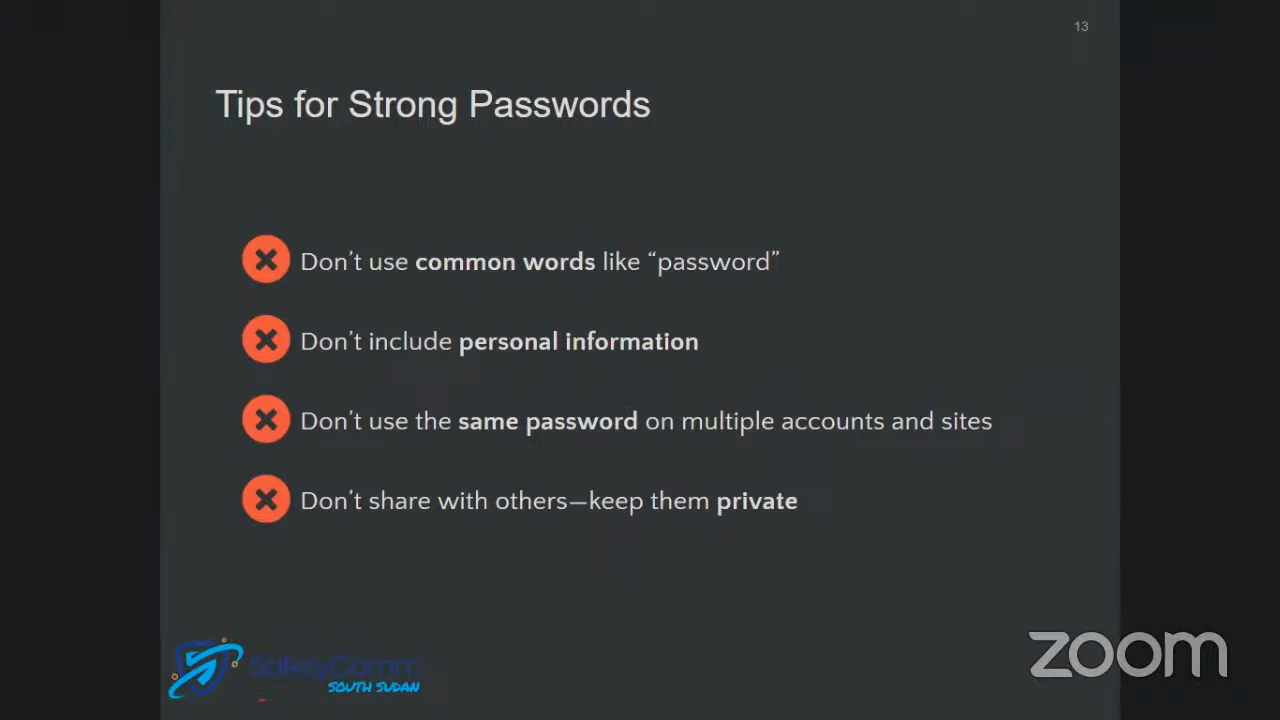 13
Tips for Strong Passwords
Don’t use common words like “password”
Don’t include personal information
Don’t use the same password on multiple accounts and sites
Don’t share with others—keep them private
SafetyComm
SOUTH SUDAN
zoom